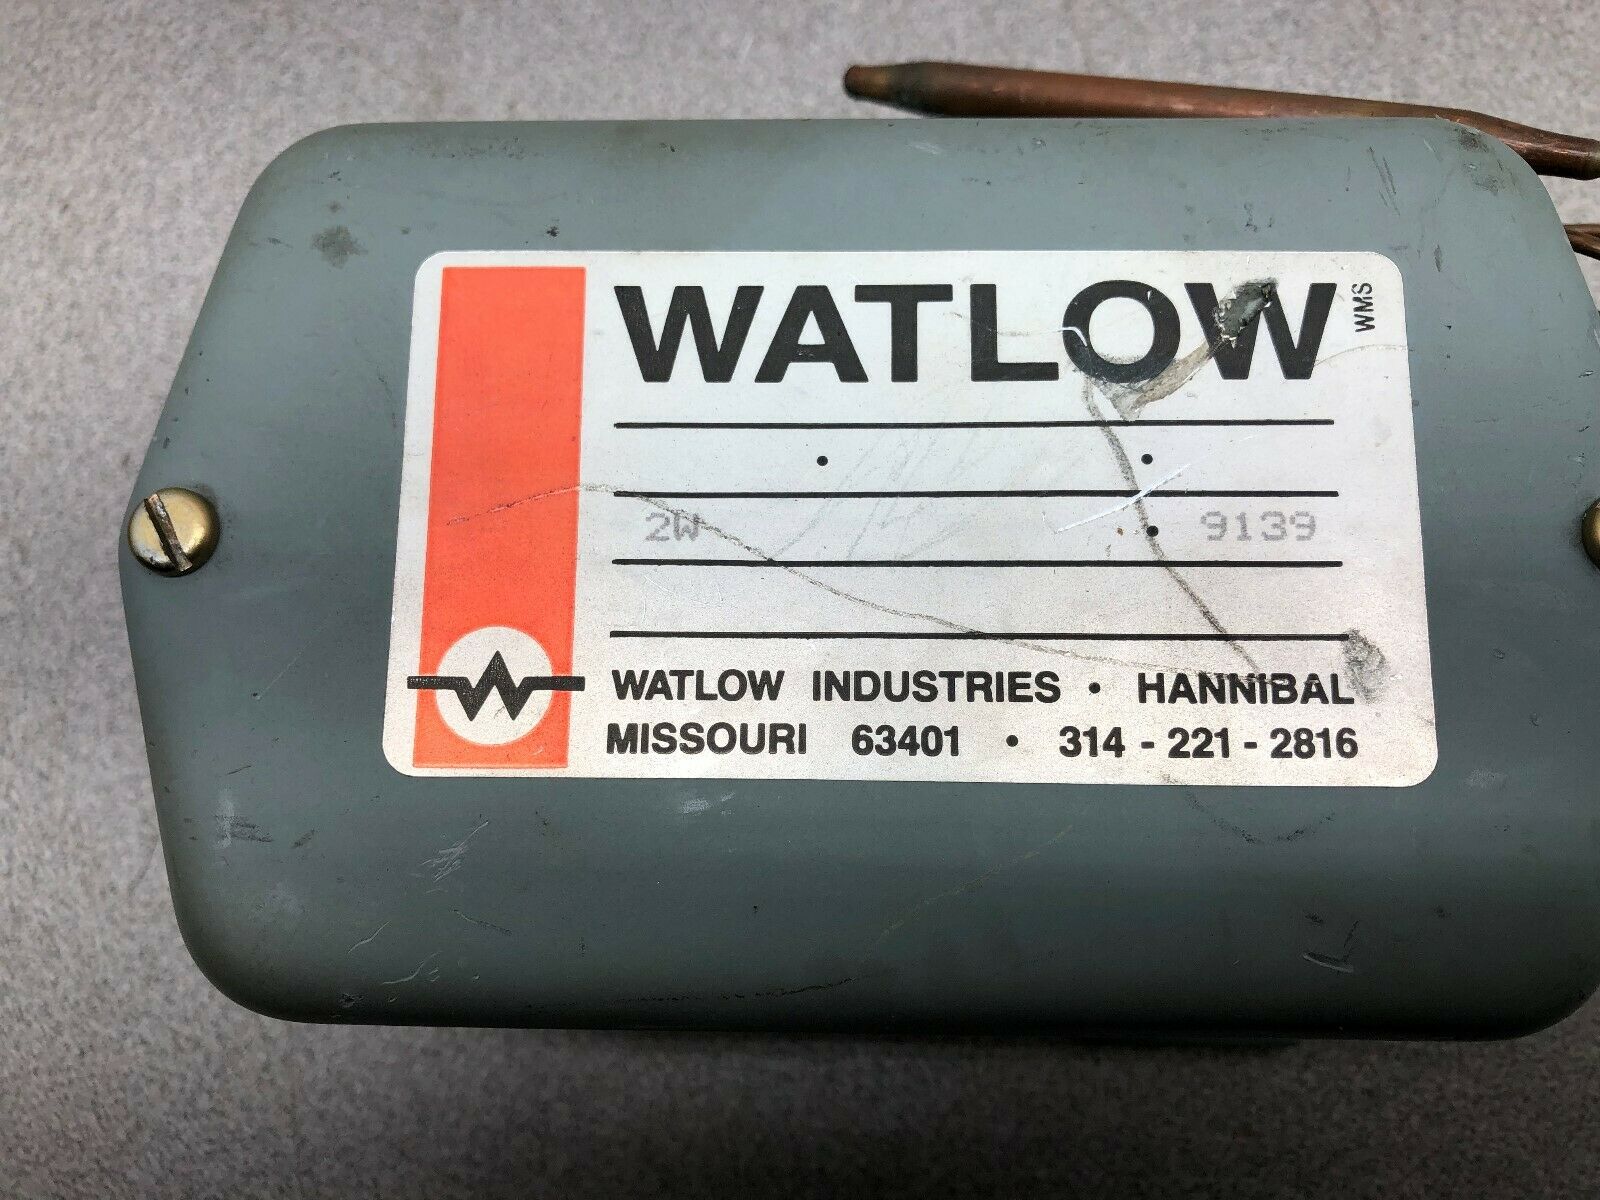 WATLOW
WMS
• •
2W • 9139
WATLOW INDUSTRIES • HANNIBAL
MISSOURI 63401 • 314 - 221 - 2816